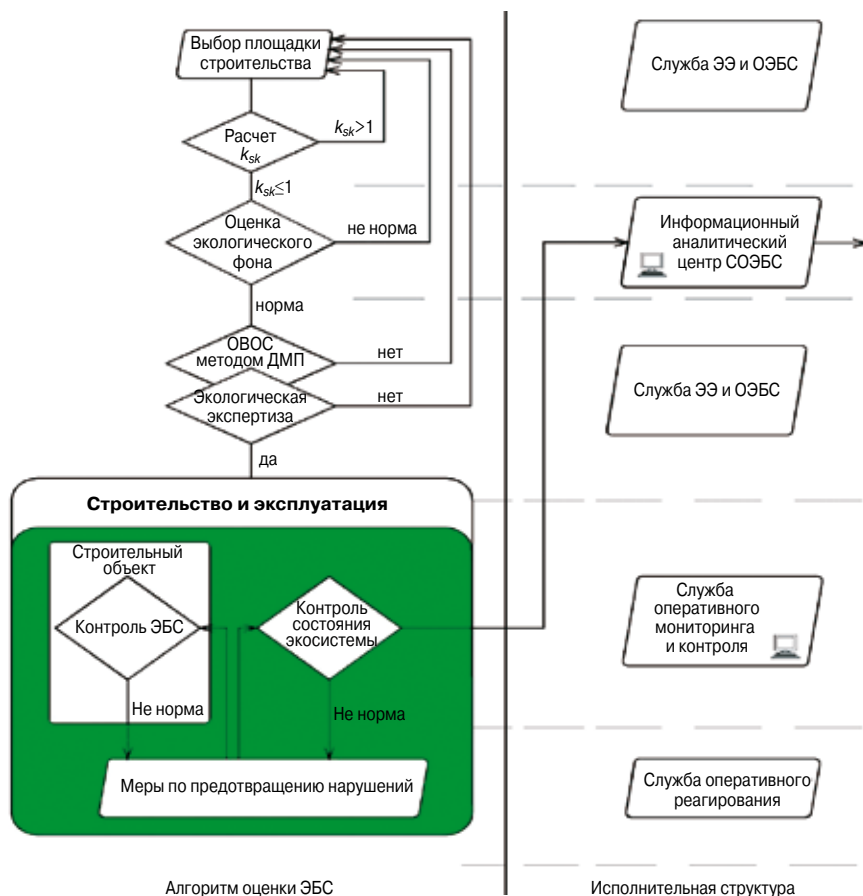 Выбор площадки
строительства
Расчет
k_sk
k_sk>1
k_sk≤1
Оценка
экологического
фона
не норма
норма
ОВОС
методом ДМП
нет
Экологическая
экспертиза
нет
да
Строительство и эксплуатация
Строительный
объект
Контроль ЭБС
Не норма
Контроль
состояния
экосистемы
Не норма
Меры по предотвращению нарушений
Алгоритм оценки ЭБС
Служба ЭЭ и ОЭБС
Информационный
аналитический
центр СОЭБС
Служба ЭЭ и ОЭБС
Служба
оперативного
мониторинга
и контроля
Служба оперативного
реагирования
Исполнительная структура